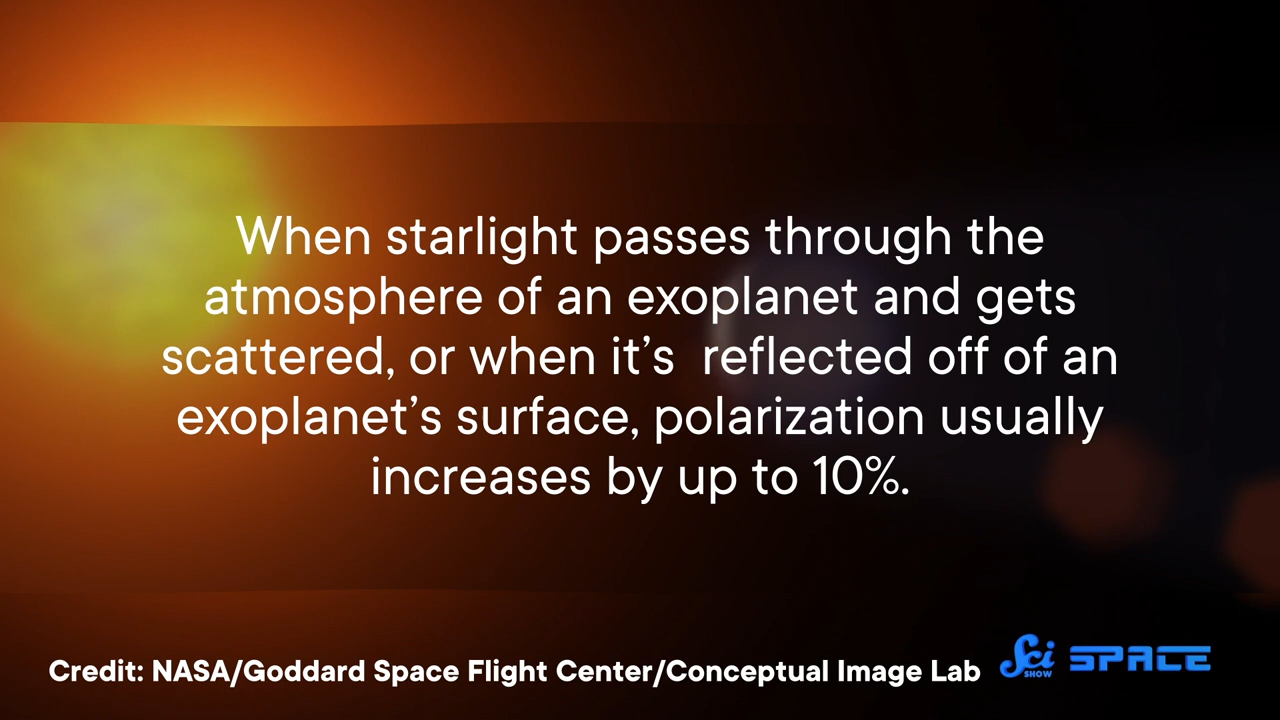 When starlight passes through the
atmosphere of an exoplanet and gets
scattered, or when it’s  reflected off of an
exoplanet’s surface, polarization usually
increases by up to 10%.
Credit: NASA/Goddard Space Flight Center/Conceptual Image Lab
Sci SHOW SPACE